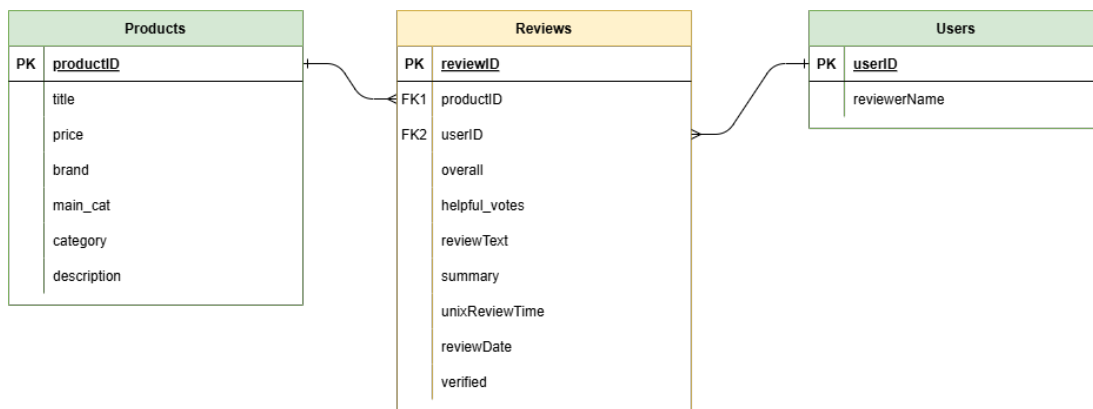 Products
PK productID
title
price
brand
main_cat
category
description
Reviews
PK reviewID
FK1 productID
FK2 userID
overall
helpful_votes
reviewText
summary
unixReviewTime
reviewDate
verified
Users
PK userID
reviewerName